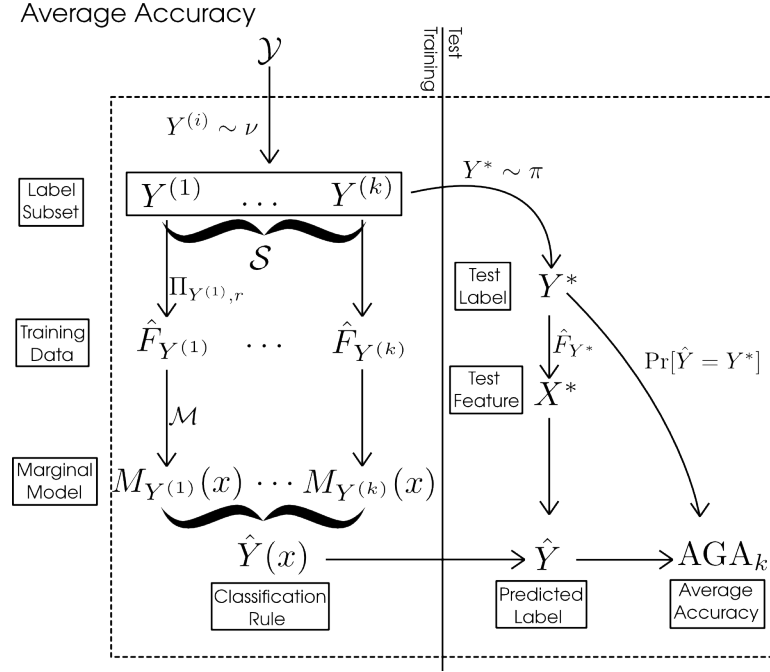 Average Accuracy
𝒴
Training
Test
Y^{(i)} ∼ ν
Y^* ∼ π
Label
Subset
Y^{(1)} … Y^{(k)}
𝒮
Test
Label
Y^*
Π_{Y^{(1)},r}
Training
Data
F̂_{Y^{(1)}} … F̂_{Y^{(k)}}
F̂_{Y^*}
Pr[Ŷ = Y^*]
Test
Feature
X^*
ℳ
Marginal
Model
M_{Y^{(1)}}(x) ⋯ M_{Y^{(k)}}(x)
Ŷ(x)
Ŷ
AGA_k
Classification
Rule
Predicted
Label
Average
Accuracy